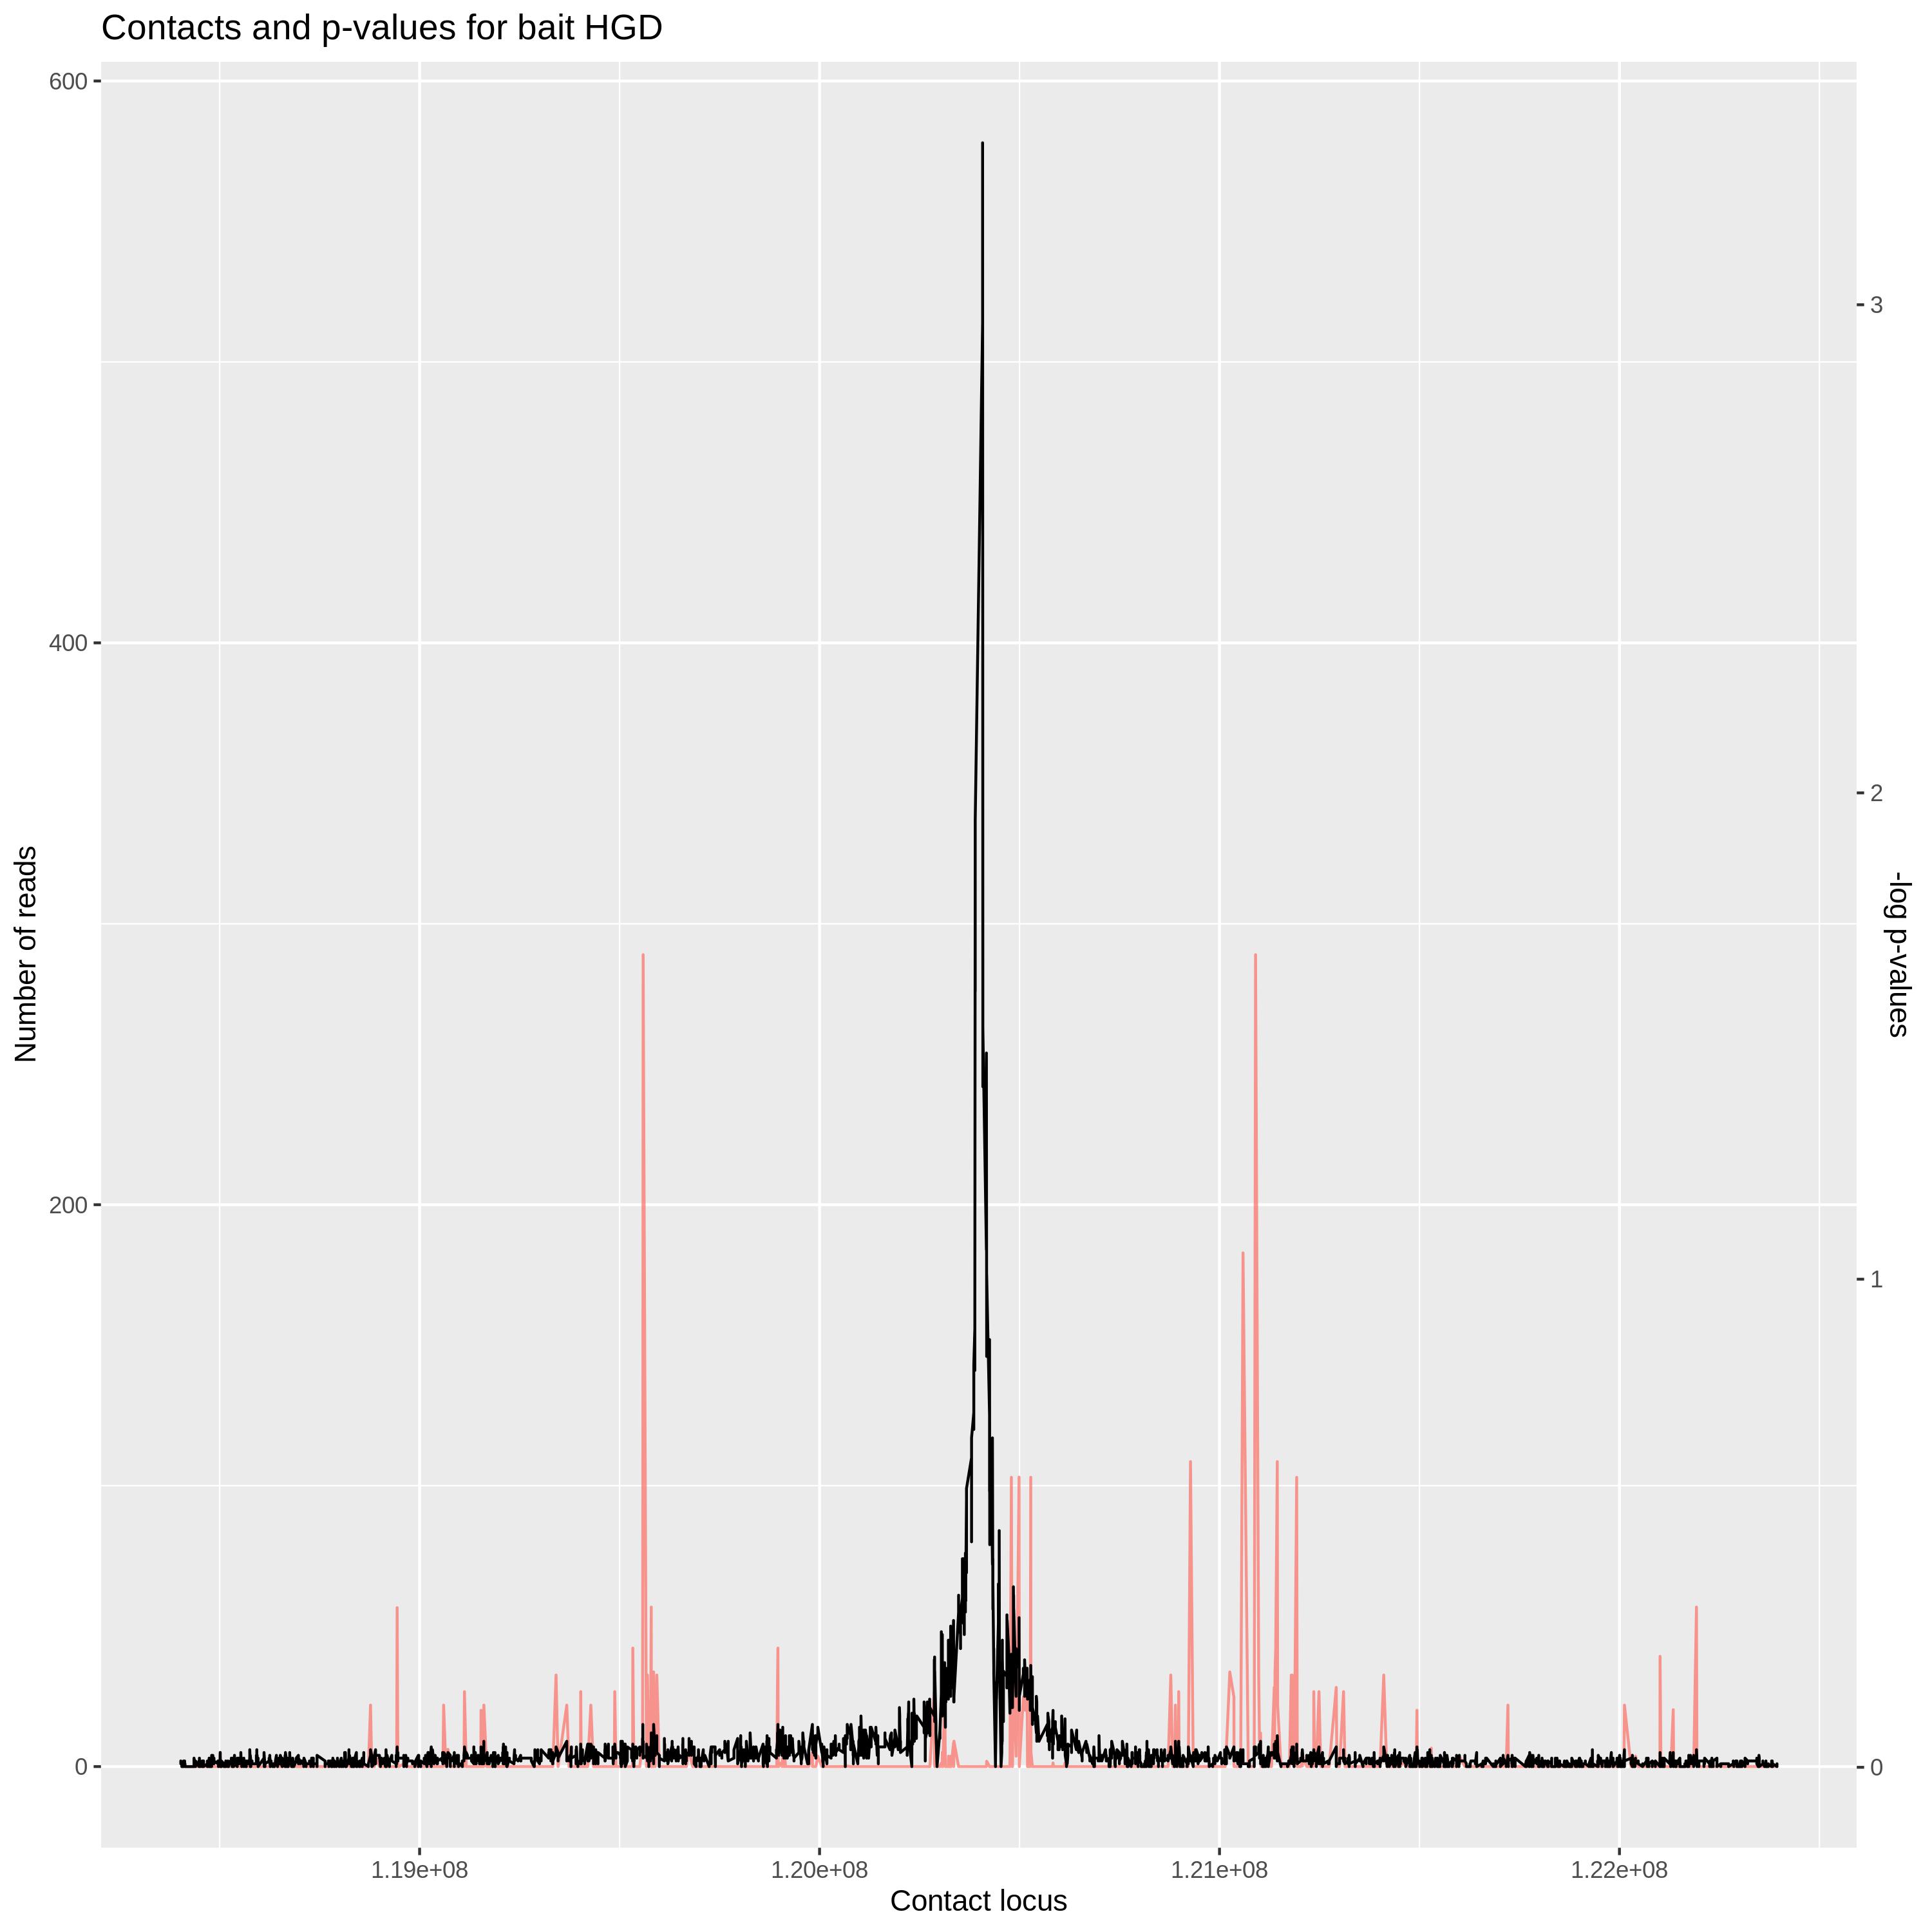 Contacts and p-values for bait HGD
600
400
200
0
3
2
1
0
Number of reads
-log p-values
1.19e+08
1.20e+08
1.21e+08
1.22e+08
Contact locus